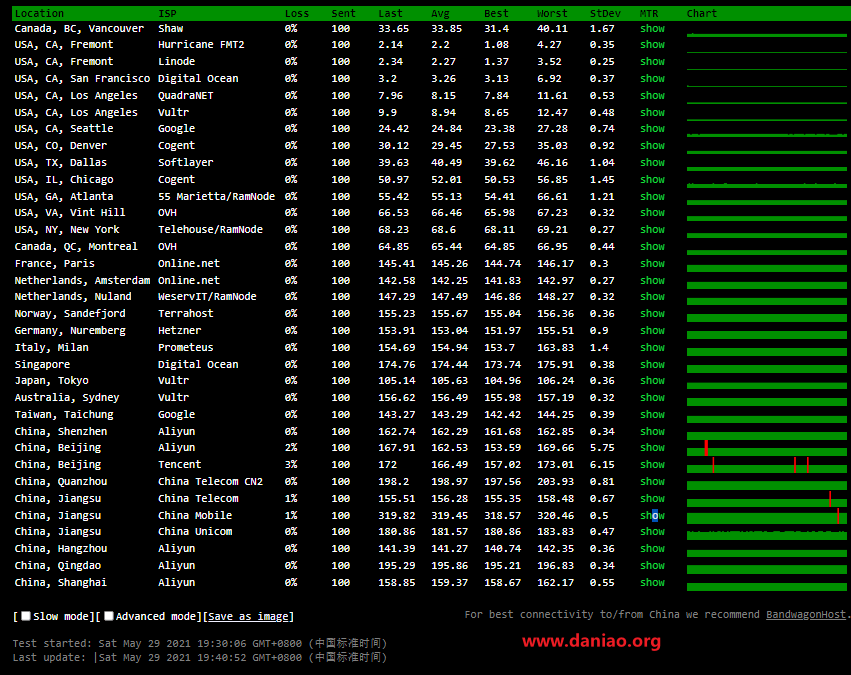 Location ISP Loss Sent Last Avg Best Worst StDev MTR Chart
Canada, BC, Vancouver Shaw 0% 100 33.65 33.85 31.4 40.11 1.67 show
USA, CA, Fremont Hurricane FMT2 0% 100 2.14 2.2 1.08 4.27 0.35 show
USA, CA, Fremont Linode 0% 100 2.34 2.27 1.37 3.52 0.25 show
USA, CA, San Francisco Digital Ocean 0% 100 3.2 3.26 3.13 6.92 0.37 show
USA, CA, Los Angeles QuadraNET 0% 100 7.96 8.15 7.84 11.61 0.53 show
USA, CA, Los Angeles Vultr 0% 100 9.9 8.94 8.65 12.47 0.48 show
USA, CA, Seattle Google 0% 100 24.42 24.84 23.38 27.28 0.74 show
USA, CO, Denver Cogent 0% 100 30.12 29.45 27.53 35.03 0.92 show
USA, TX, Dallas Softlayer 0% 100 39.63 40.49 39.62 46.16 1.04 show
USA, IL, Chicago Cogent 0% 100 50.97 52.01 50.53 56.85 1.45 show
USA, GA, Atlanta 55 Marietta/RamNode 0% 100 55.42 55.13 54.41 66.61 1.21 show
USA, VA, Vint Hill OVH 0% 100 66.53 66.46 65.98 67.23 0.32 show
USA, NY, New York Telehouse/RamNode 0% 100 68.23 68.6 68.11 69.21 0.27 show
Canada, QC, Montreal OVH 0% 100 64.85 65.44 64.85 66.95 0.44 show
France, Paris Online.net 0% 100 145.41 145.26 144.74 146.17 0.3 show
Netherlands, Amsterdam Online.net 0% 100 142.58 142.25 141.83 142.97 0.27 show
Netherlands, Nuland WeservIT/RamNode 0% 100 147.29 147.49 146.86 148.27 0.32 show
Norway, Sandefjord Terrahost 0% 100 155.23 155.67 155.04 156.36 0.36 show
Germany, Nuremberg Hetzner 0% 100 153.91 153.04 151.97 155.51 0.9 show
Italy, Milan Prometeus 0% 100 154.69 154.94 153.7 163.83 1.4 show
Singapore Digital Ocean 0% 100 174.76 174.44 173.74 175.91 0.38 show
Japan, Tokyo Vultr 0% 100 105.14 105.63 104.96 106.24 0.36 show
Australia, Sydney Vultr 0% 100 156.62 156.49 155.98 157.19 0.32 show
Taiwan, Taichung Google 0% 100 143.27 143.29 142.42 144.25 0.39 show
China, Shenzhen Aliyun 0% 100 162.74 162.29 161.68 162.85 0.34 show
China, Beijing Aliyun 2% 100 167.91 162.53 153.59 169.66 5.75 show
China, Beijing Tencent 3% 100 172 166.49 157.02 173.01 6.15 show
China, Quanzhou China Telecom CN2 0% 100 198.2 198.97 197.56 203.93 0.81 show
China, Jiangsu China Telecom 1% 100 155.51 156.28 155.35 158.48 0.67 show
China, Jiangsu China Mobile 1% 100 319.82 319.45 318.57 320.46 0.5 show
China, Jiangsu China Unicom 0% 100 180.86 181.57 180.86 183.83 0.47 show
China, Hangzhou Aliyun 0% 100 141.39 141.27 140.74 142.35 0.36 show
China, Qingdao Aliyun 0% 100 195.29 195.86 195.21 196.83 0.34 show
China, Shanghai Aliyun 0% 100 158.85 159.37 158.67 162.17 0.55 show
[ Slow mode][ Advanced mode][Save as image] For best connectivity to/from China we recommend BandwagonHost.
Test started: Sat May 29 2021 19:30:06 GMT+0800 (中国标准时间)
www.daniao.org
Last update: |Sat May 29 2021 19:40:52 GMT+0800 (中国标准时间)